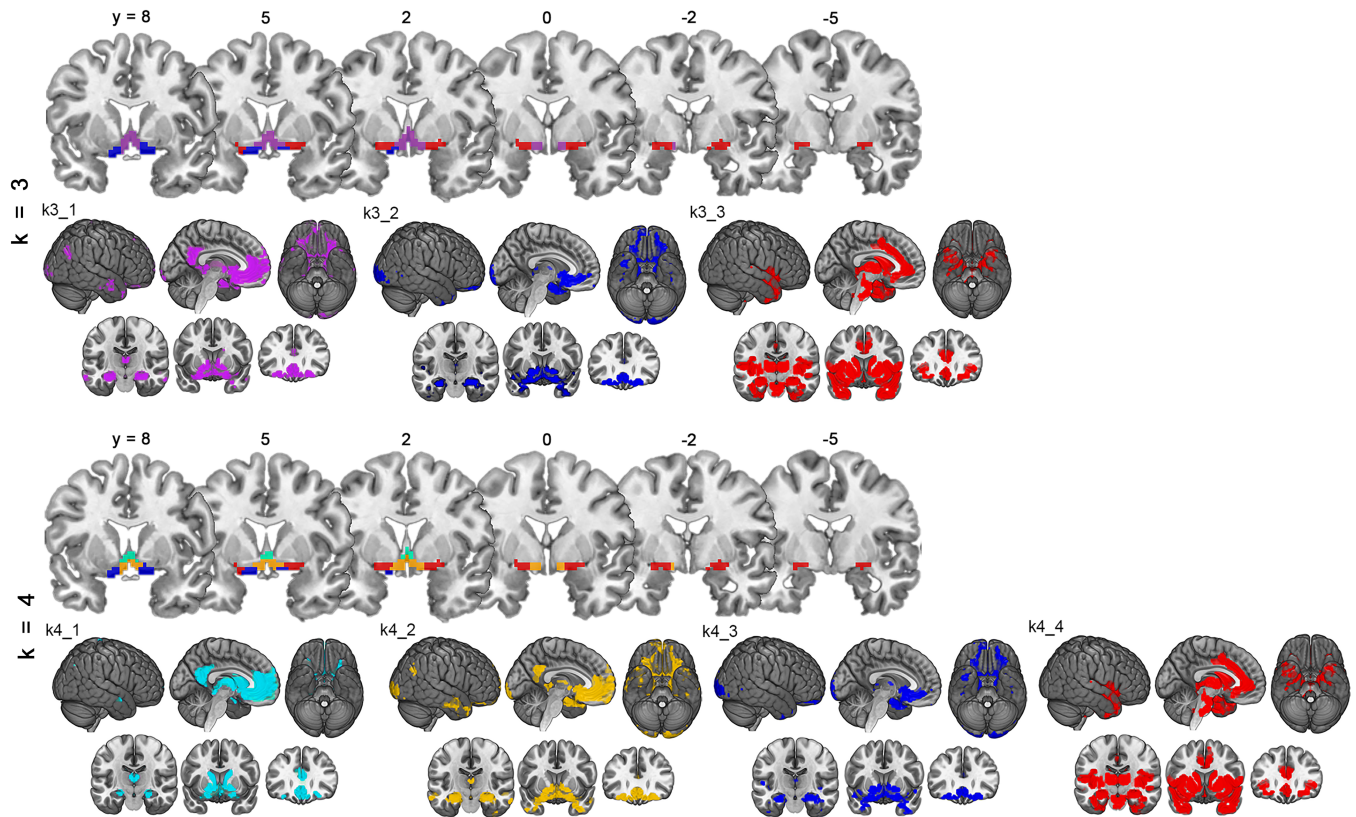 y = 8 5 2 0 -2 -5
k = 3
k3_1 k3_2 k3_3
y = 8 5 2 0 -2 -5
k = 4
k4_1 k4_2 k4_3 k4_4